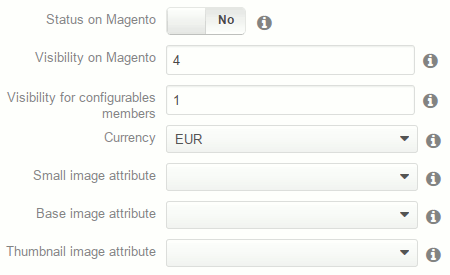 Status on Magento No
Visibility on Magento 4
Visibility for configurables 1
members
Currency EUR
Small image attribute
Base image attribute
Thumbnail image attribute